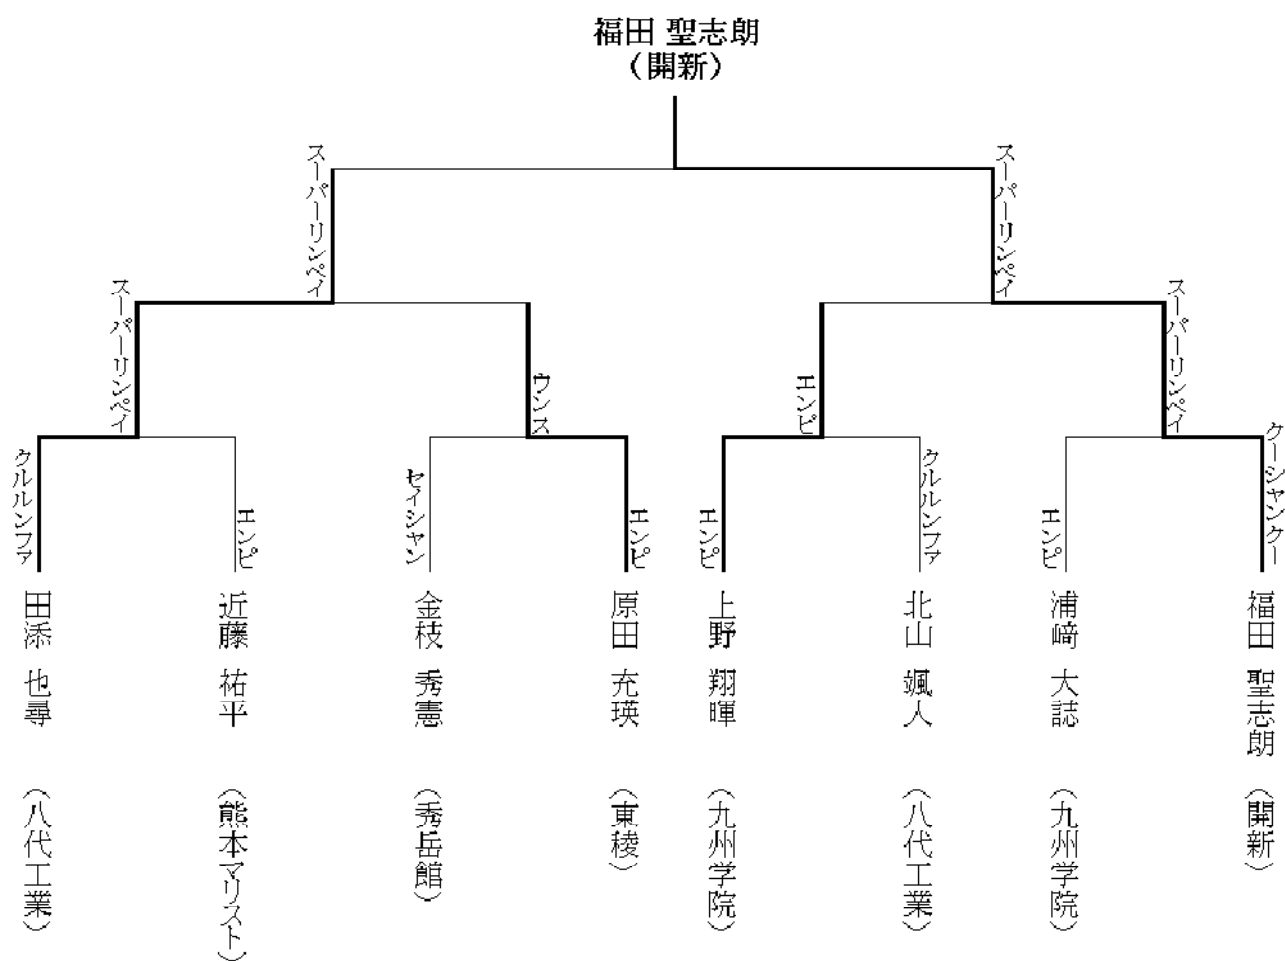 福田 聖志朗
(開新)
スーパーリンペイ
スーパーリンペイ
スーパーリンペイ
スーパーリンペイ
ウンス
エンピ
クルルンファ
エンピ
セイシャン
エンピ
エンピ
クルルンファ
エンピ
クーシャンクー
田添 也尋 (八代工業)
近藤 祐平 (熊本マリスト)
金枝 秀憲 (秀岳館)
原田 充瑛 (東稜)
上野 翔暉 (九州学院)
北山 颯人 (八代工業)
浦﨑 大誌 (九州学院)
福田 聖志朗 (開新)